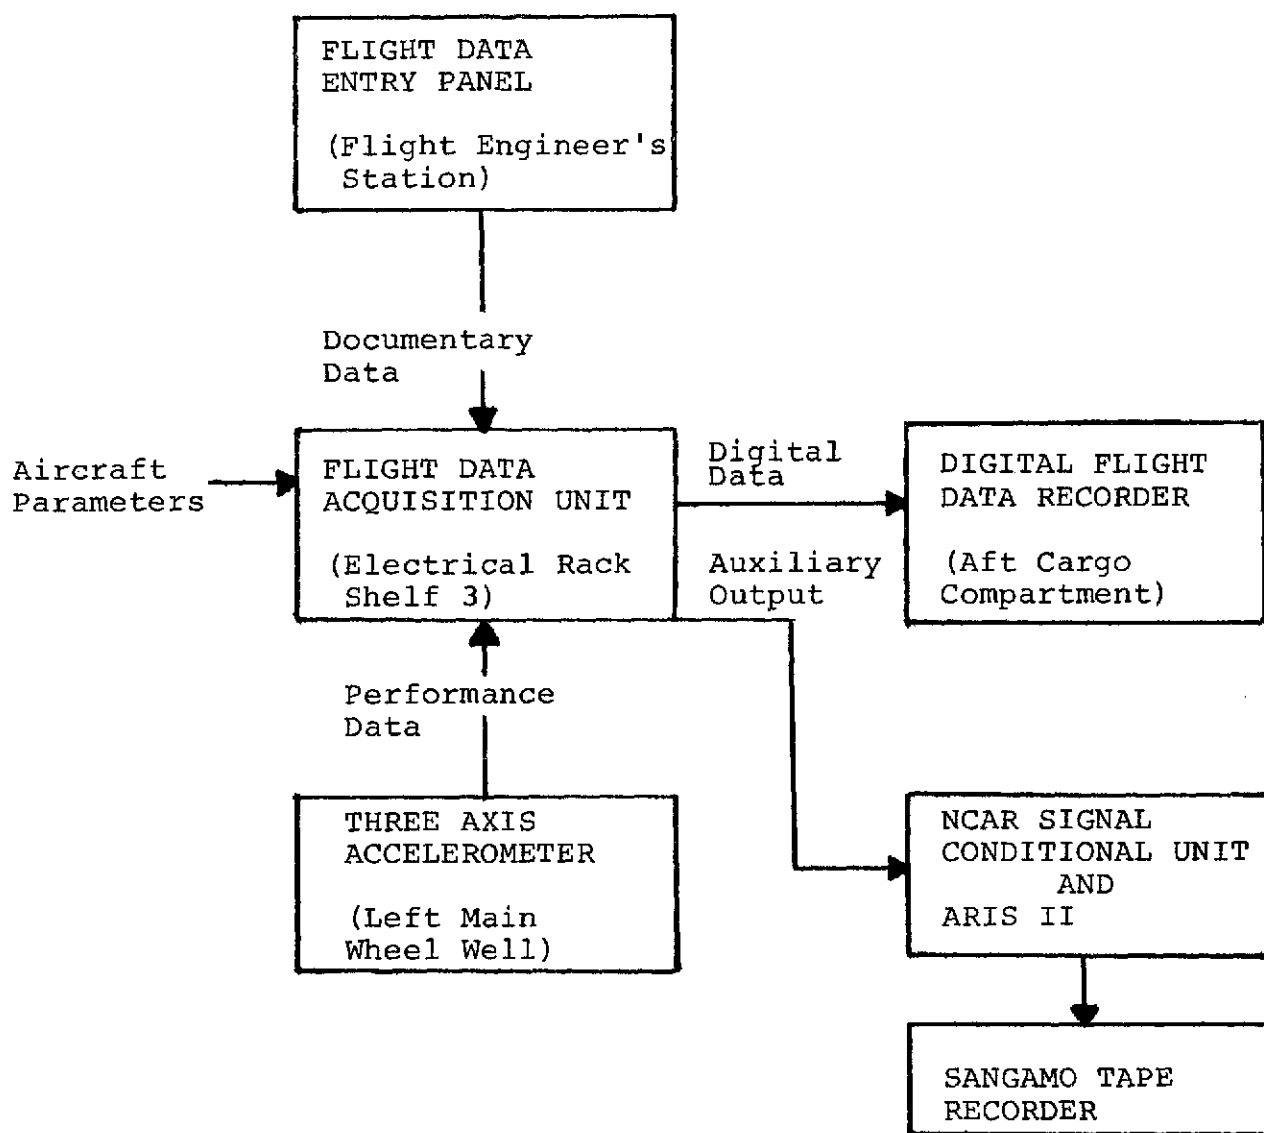 FLIGHT DATA
ENTRY PANEL
(Flight Engineer's
Station)
Documentary
Data
Aircraft
Parameters
FLIGHT DATA
ACQUISITION UNIT
(Electrical Rack
Shelf 3)
Digital
Data
Auxiliary
Output
DIGITAL FLIGHT
DATA RECORDER
(Aft Cargo
Compartment)
Performance
Data
THREE AXIS
ACCELEROMETER
(Left Main
Wheel Well)
NCAR SIGNAL
CONDITIONAL UNIT
AND
ARIS II
SANGAMO TAPE
RECORDER